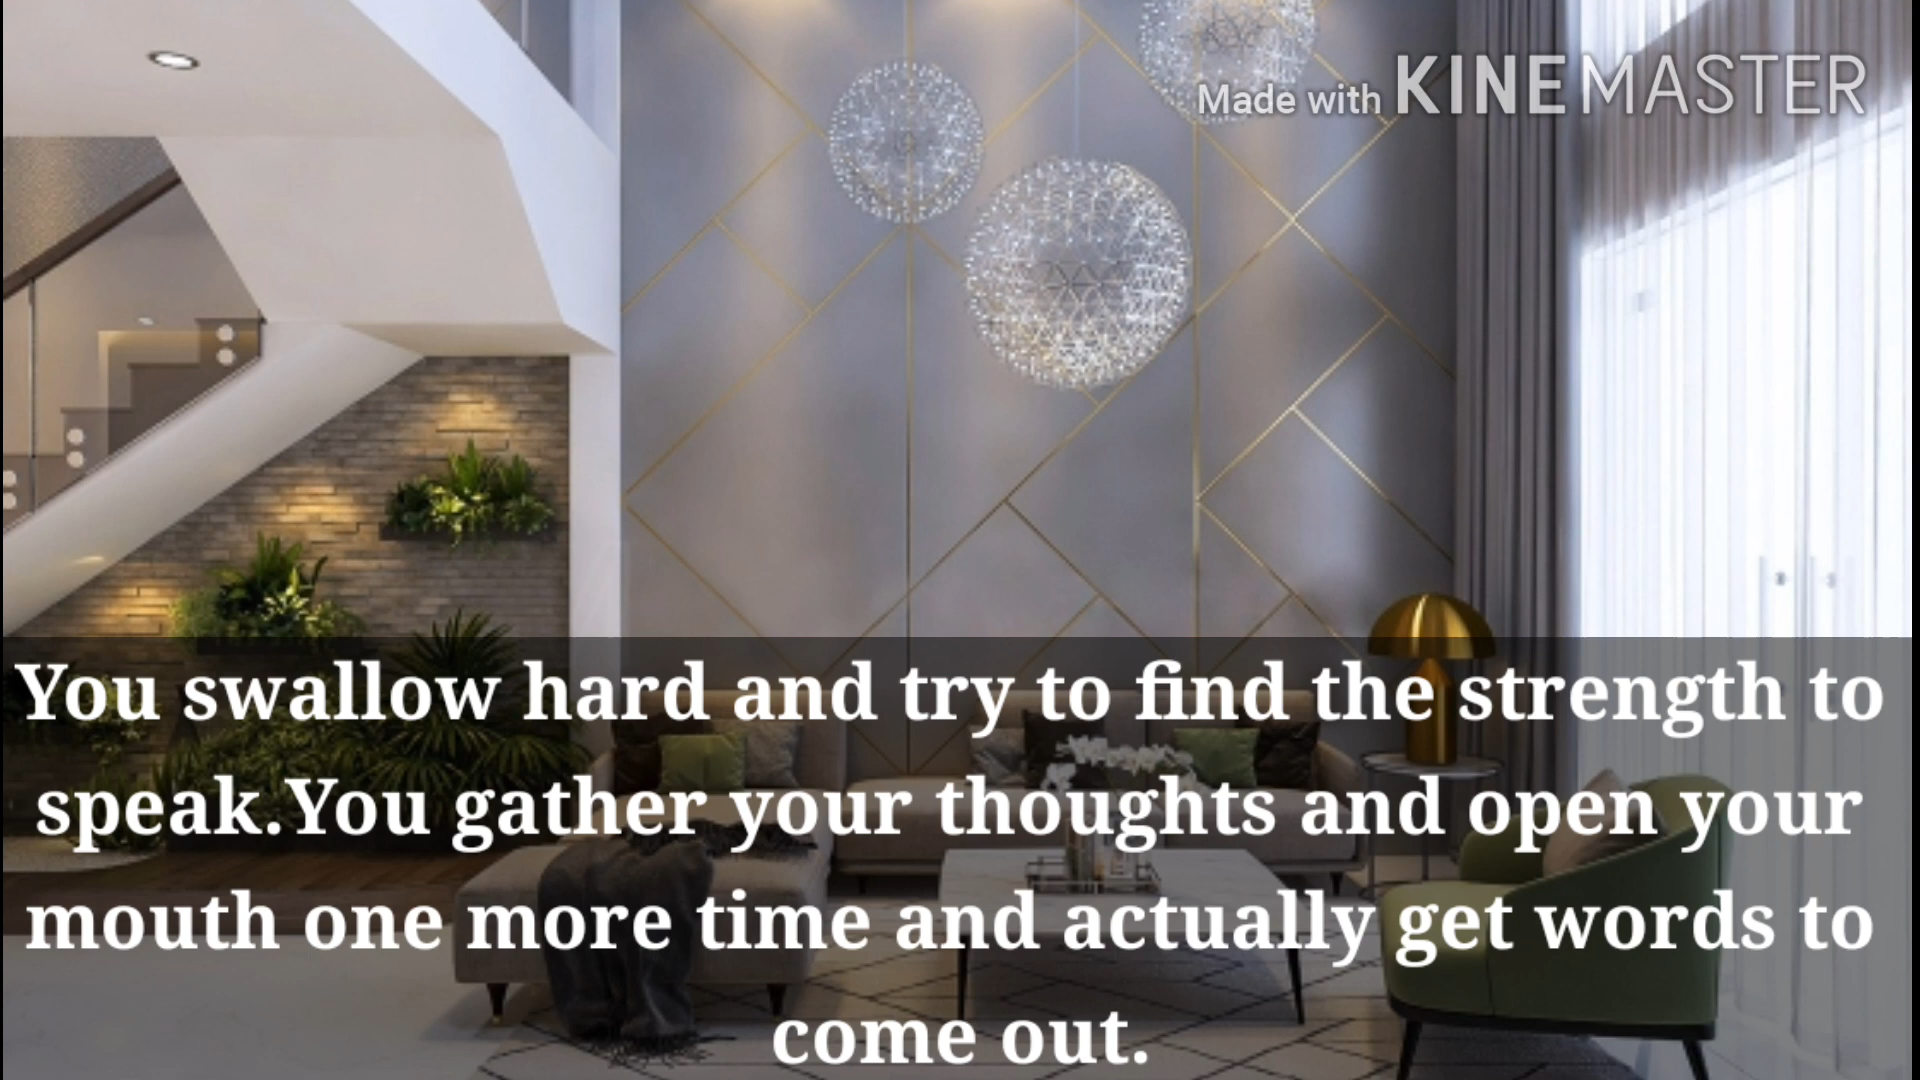 Made with KINEMASTER
You swallow hard and try to find the strength to
speak.You gather your thoughts and open your
mouth one more time and actually get words to
come out.